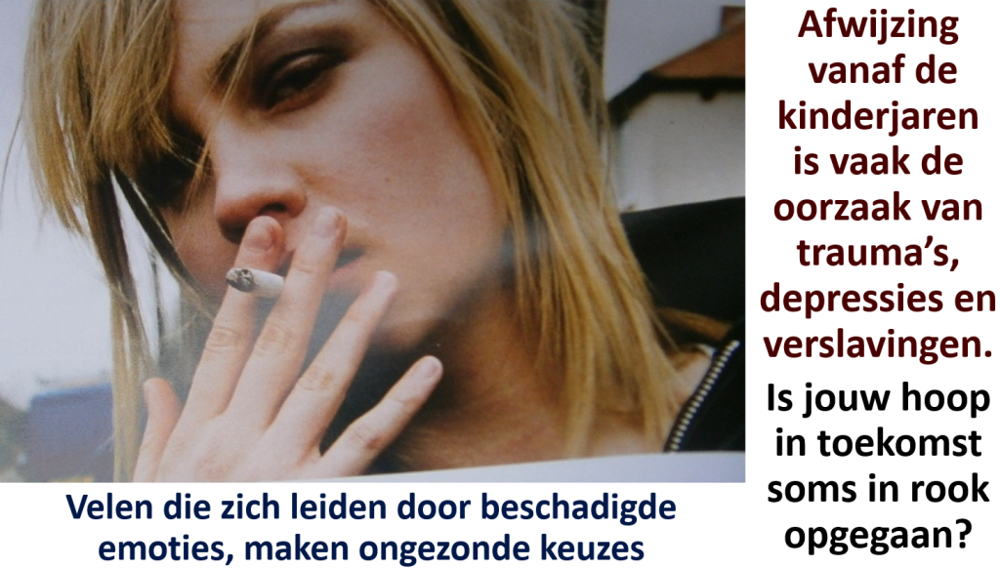 Afwijzing
vanaf de
kinderjaren
is vaak de
oorzaak van
trauma’s,
depressies en
verslavingen.
Is jouw hoop
in toekomst
soms in rook
opgegaan?
Velen die zich leiden door beschadigde
emoties, maken ongezonde keuzes